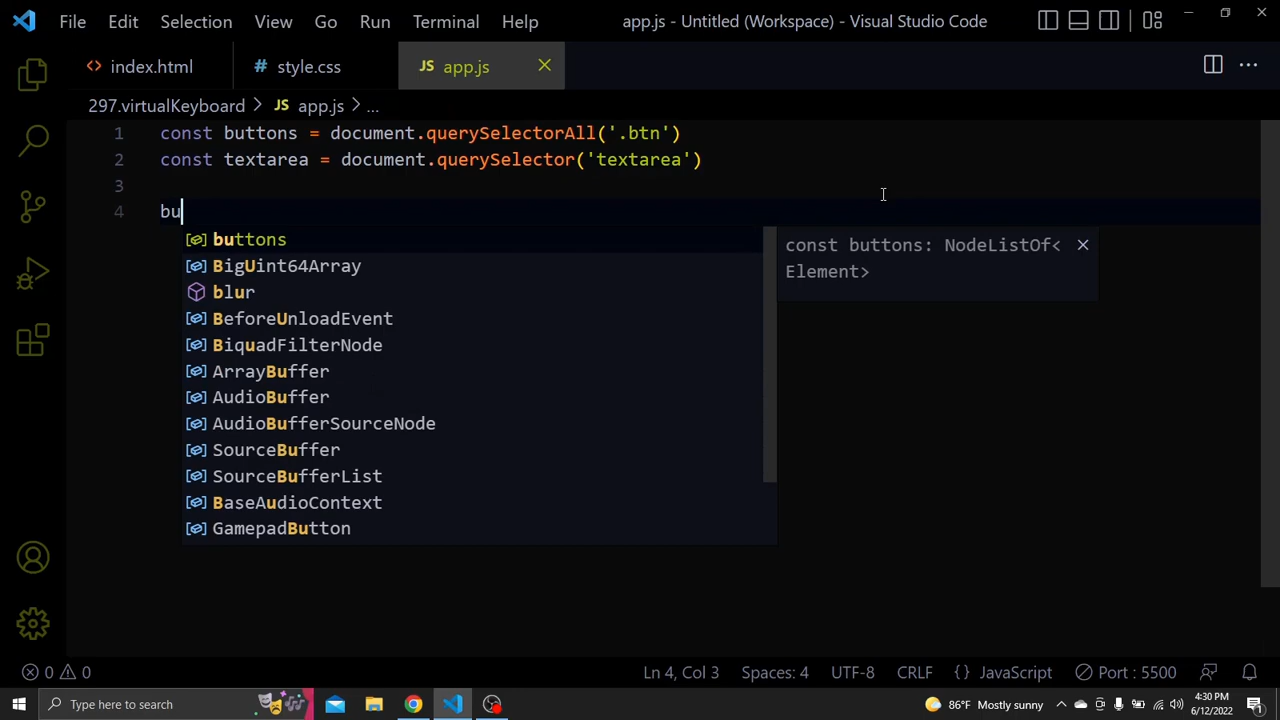 File Edit Selection View Go Run Terminal Help app.js - Untitled (Workspace) - Visual Studio Code
index.html # style.css JS app.js
297.virtualKeyboard > JS app.js > ...
1 const buttons = document.querySelectorAll('.btn')
2 const textarea = document.querySelector('textarea')
3
4 bu
buttons
const buttons: NodeListOf<
Element>
BigUint64Array
blur
BeforeUnloadEvent
BiquadFilterNode
ArrayBuffer
AudioBuffer
AudioBufferSourceNode
SourceBuffer
SourceBufferList
BaseAudioContext
GamepadButton
0 0 Ln 4, Col 3 Spaces: 4 UTF-8 CRLF {} JavaScript Port : 5500
Type here to search 86°F Mostly sunny 4:30 PM
6/12/2022 1